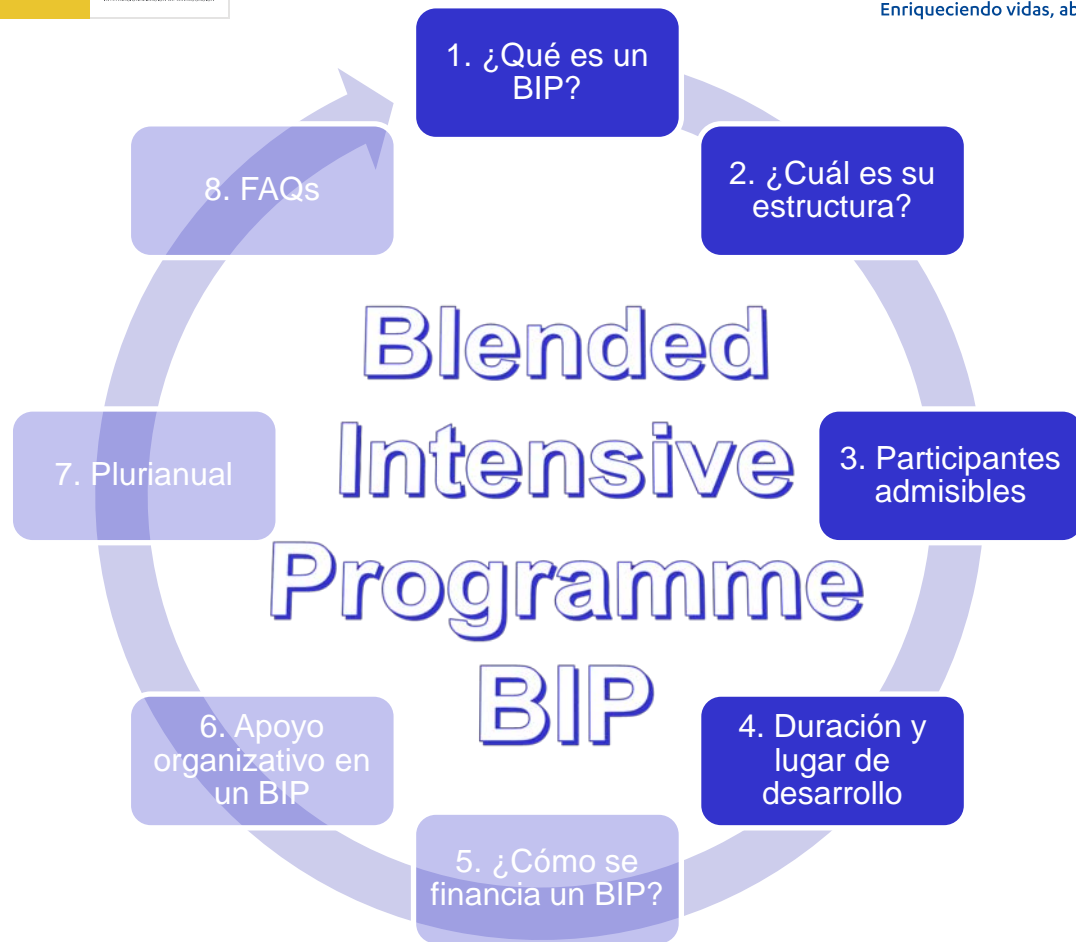 Enriqueciendo vidas, ab
1. ¿Qué es un
BIP?
2. ¿Cuál es su
estructura?
3. Participantes
admisibles
4. Duración y
lugar de
desarrollo
5. ¿Cómo se
financia un BIP?
6. Apoyo
organizativo en
un BIP
7. Plurianual
8. FAQs
Blended
Intensive
Programme
BIP